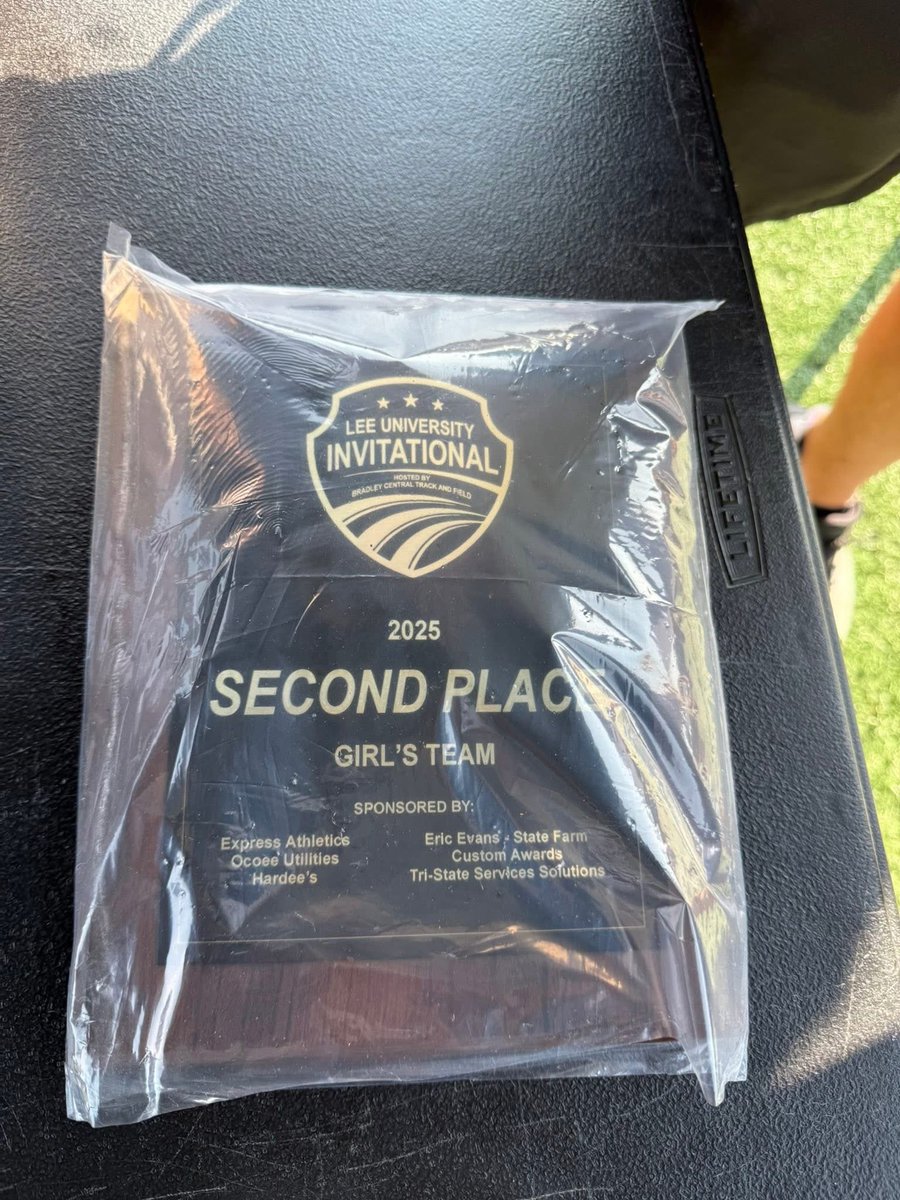 LEE UNIVERSITY
INVITATIONAL
HOSTED BY
BRADLEY CENTRAL TRACK AND FIELD
2025
SECOND PLACE
GIRL'S TEAM
SPONSORED BY:
Express Athletics
Ocoee Utilities
Hardee's
Eric Evans - State Farm
Custom Awards
Tri-State Services Solutions
LIFETIME